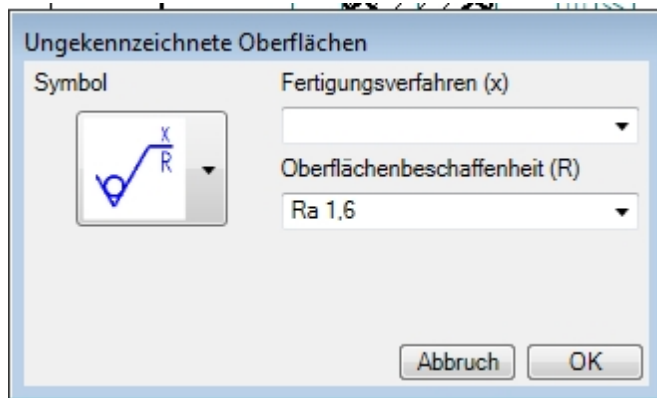 Ungekennzeichnete Oberflächen
Symbol
Fertigungsverfahren (x)
x
R
Oberflächenbeschaffenheit (R)
Ra 1,6
Abbruch
OK